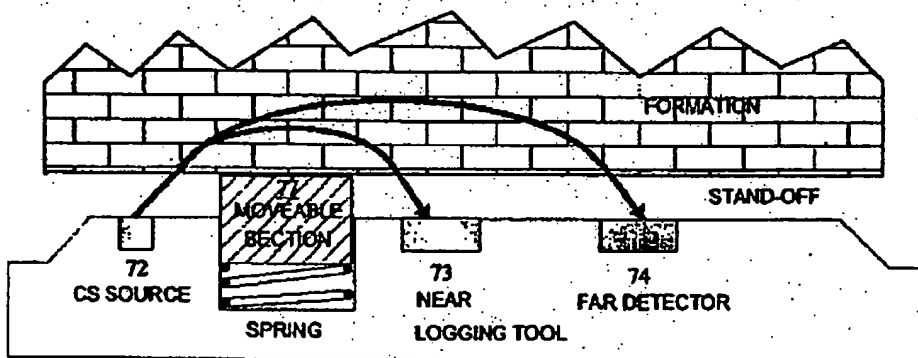 FORMATION
STAND-OFF
71
MOVEABLE
SECTION
72
CS SOURCE
73
NEAR
74
FAR DETECTOR
SPRING
LOGGING TOOL